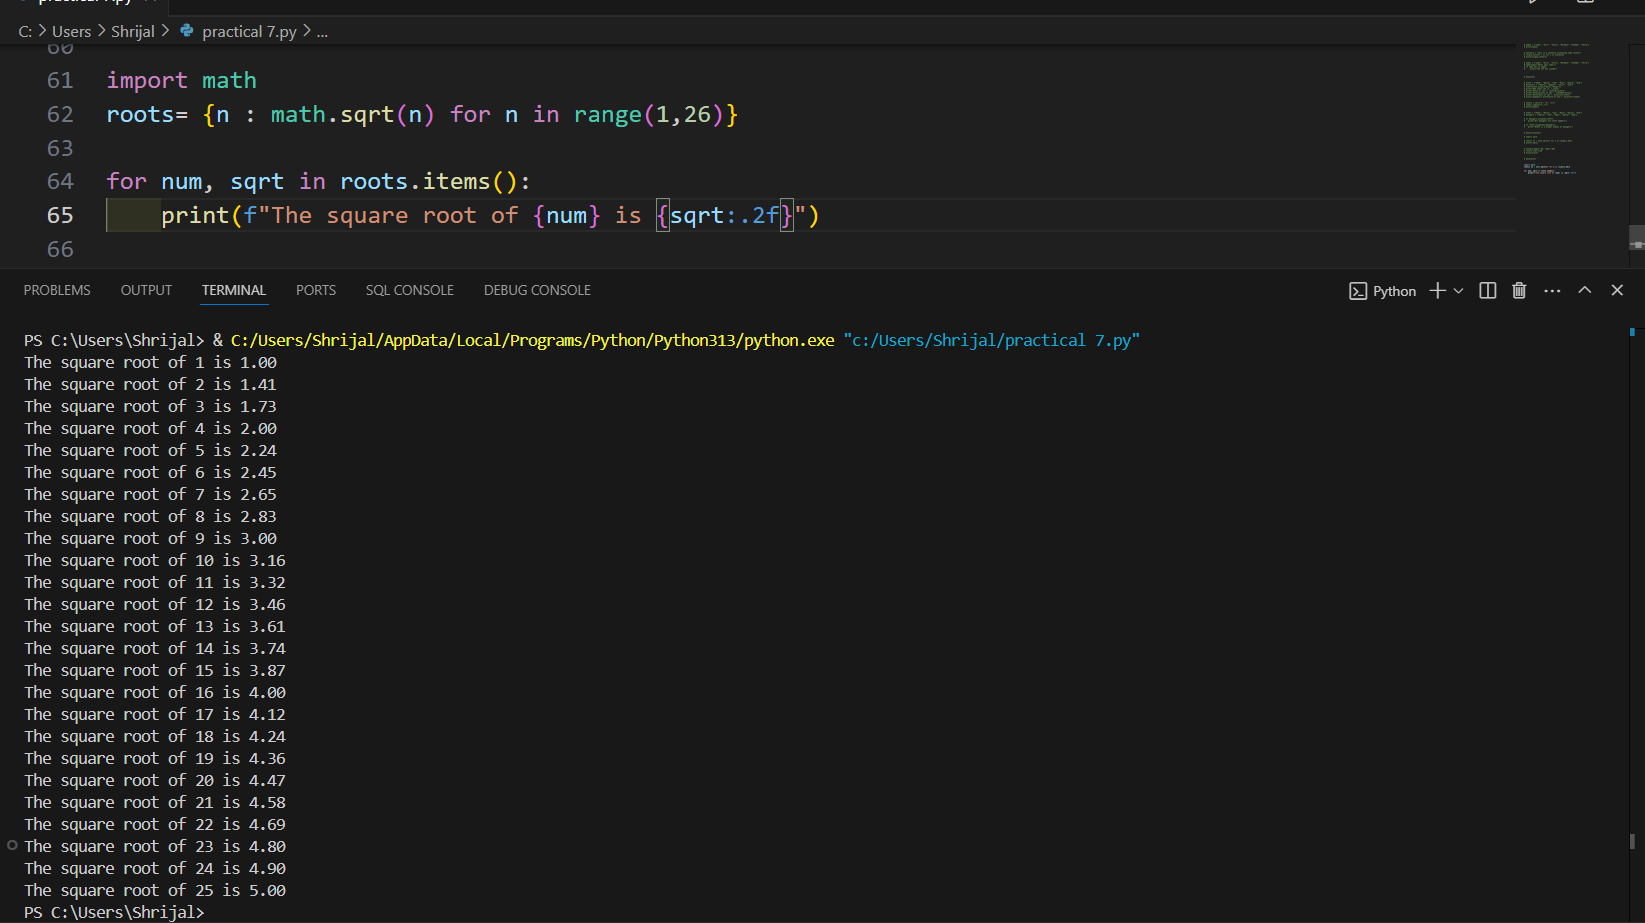 C: > Users > Shrijal > practical 7.py > ...
60
61 import math
62 roots= {n : math.sqrt(n) for n in range(1,26)}
63
64 for num, sqrt in roots.items():
65     print(f"The square root of {num} is {sqrt:.2f}")
66
PROBLEMS OUTPUT TERMINAL PORTS SQL CONSOLE DEBUG CONSOLE Python
PS C:\Users\Shrijal> & C:/Users/Shrijal/AppData/Local/Programs/Python/Python313/python.exe "c:/Users/Shrijal/practical 7.py"
The square root of 1 is 1.00
The square root of 2 is 1.41
The square root of 3 is 1.73
The square root of 4 is 2.00
The square root of 5 is 2.24
The square root of 6 is 2.45
The square root of 7 is 2.65
The square root of 8 is 2.83
The square root of 9 is 3.00
The square root of 10 is 3.16
The square root of 11 is 3.32
The square root of 12 is 3.46
The square root of 13 is 3.61
The square root of 14 is 3.74
The square root of 15 is 3.87
The square root of 16 is 4.00
The square root of 17 is 4.12
The square root of 18 is 4.24
The square root of 19 is 4.36
The square root of 20 is 4.47
The square root of 21 is 4.58
The square root of 22 is 4.69
The square root of 23 is 4.80
The square root of 24 is 4.90
The square root of 25 is 5.00
PS C:\Users\Shrijal>